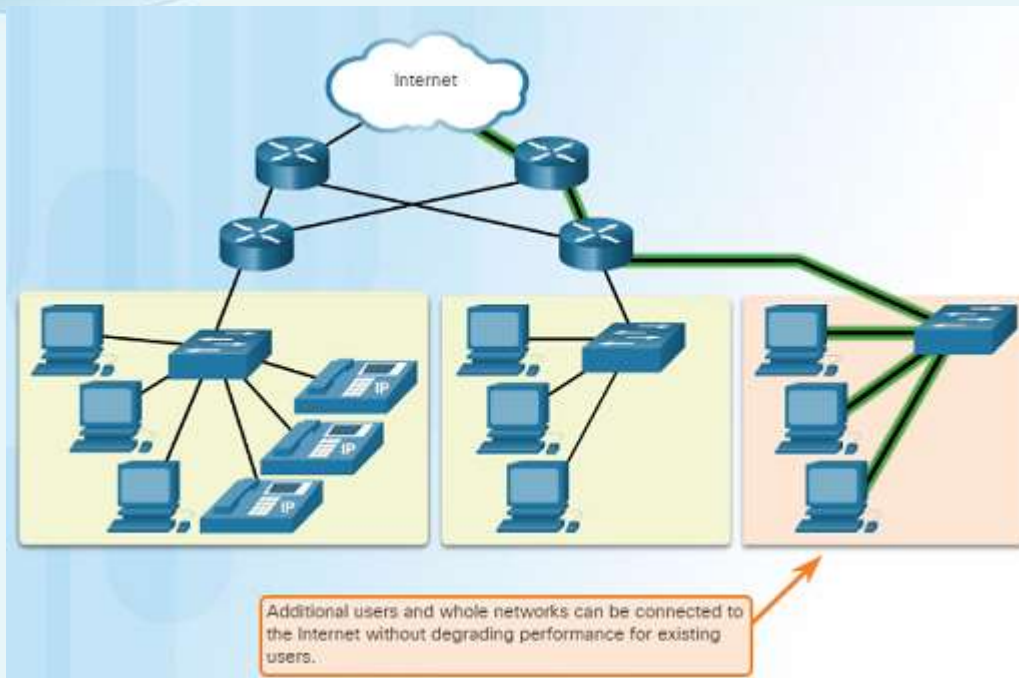 Internet
IP
IP
IP
Additional users and whole networks can be connected to
the Internet without degrading performance for existing
users.